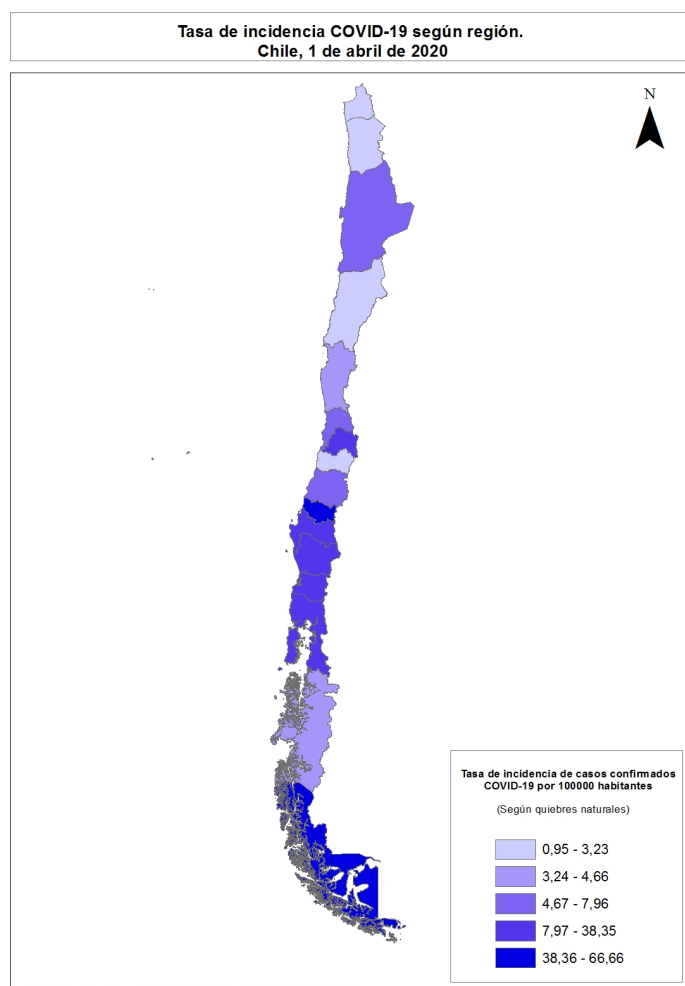 Tasa de incidencia COVID-19 según región.
Chile, 1 de abril de 2020
N
Tasa de incidencia de casos confirmados
COVID-19 por 100000 habitantes
(Según quiebres naturales)
0,95 - 3,23
3,24 - 4,66
4,67 - 7,96
7,97 - 38,35
38,36 - 66,66